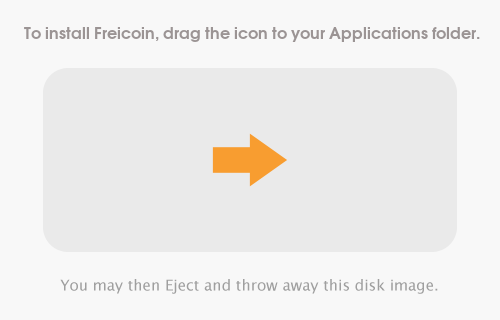 To install Freicoin, drag the icon to your Applications folder.
You may then Eject and throw away this disk image.